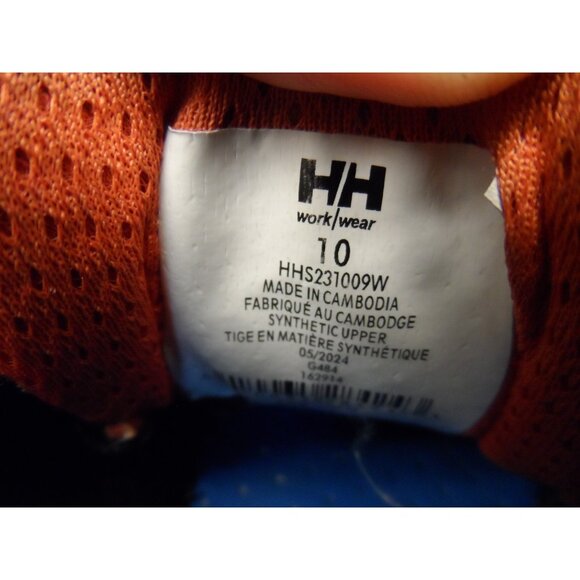 HH
work/wear
10
HHS231009W
MADE IN CAMBODIA
FABRIQUÉ AU CAMBODGE
SYNTHETIC UPPER
TIGE EN MATIÈRE SYNTHÉTIQUE
05/2024
G484
162914